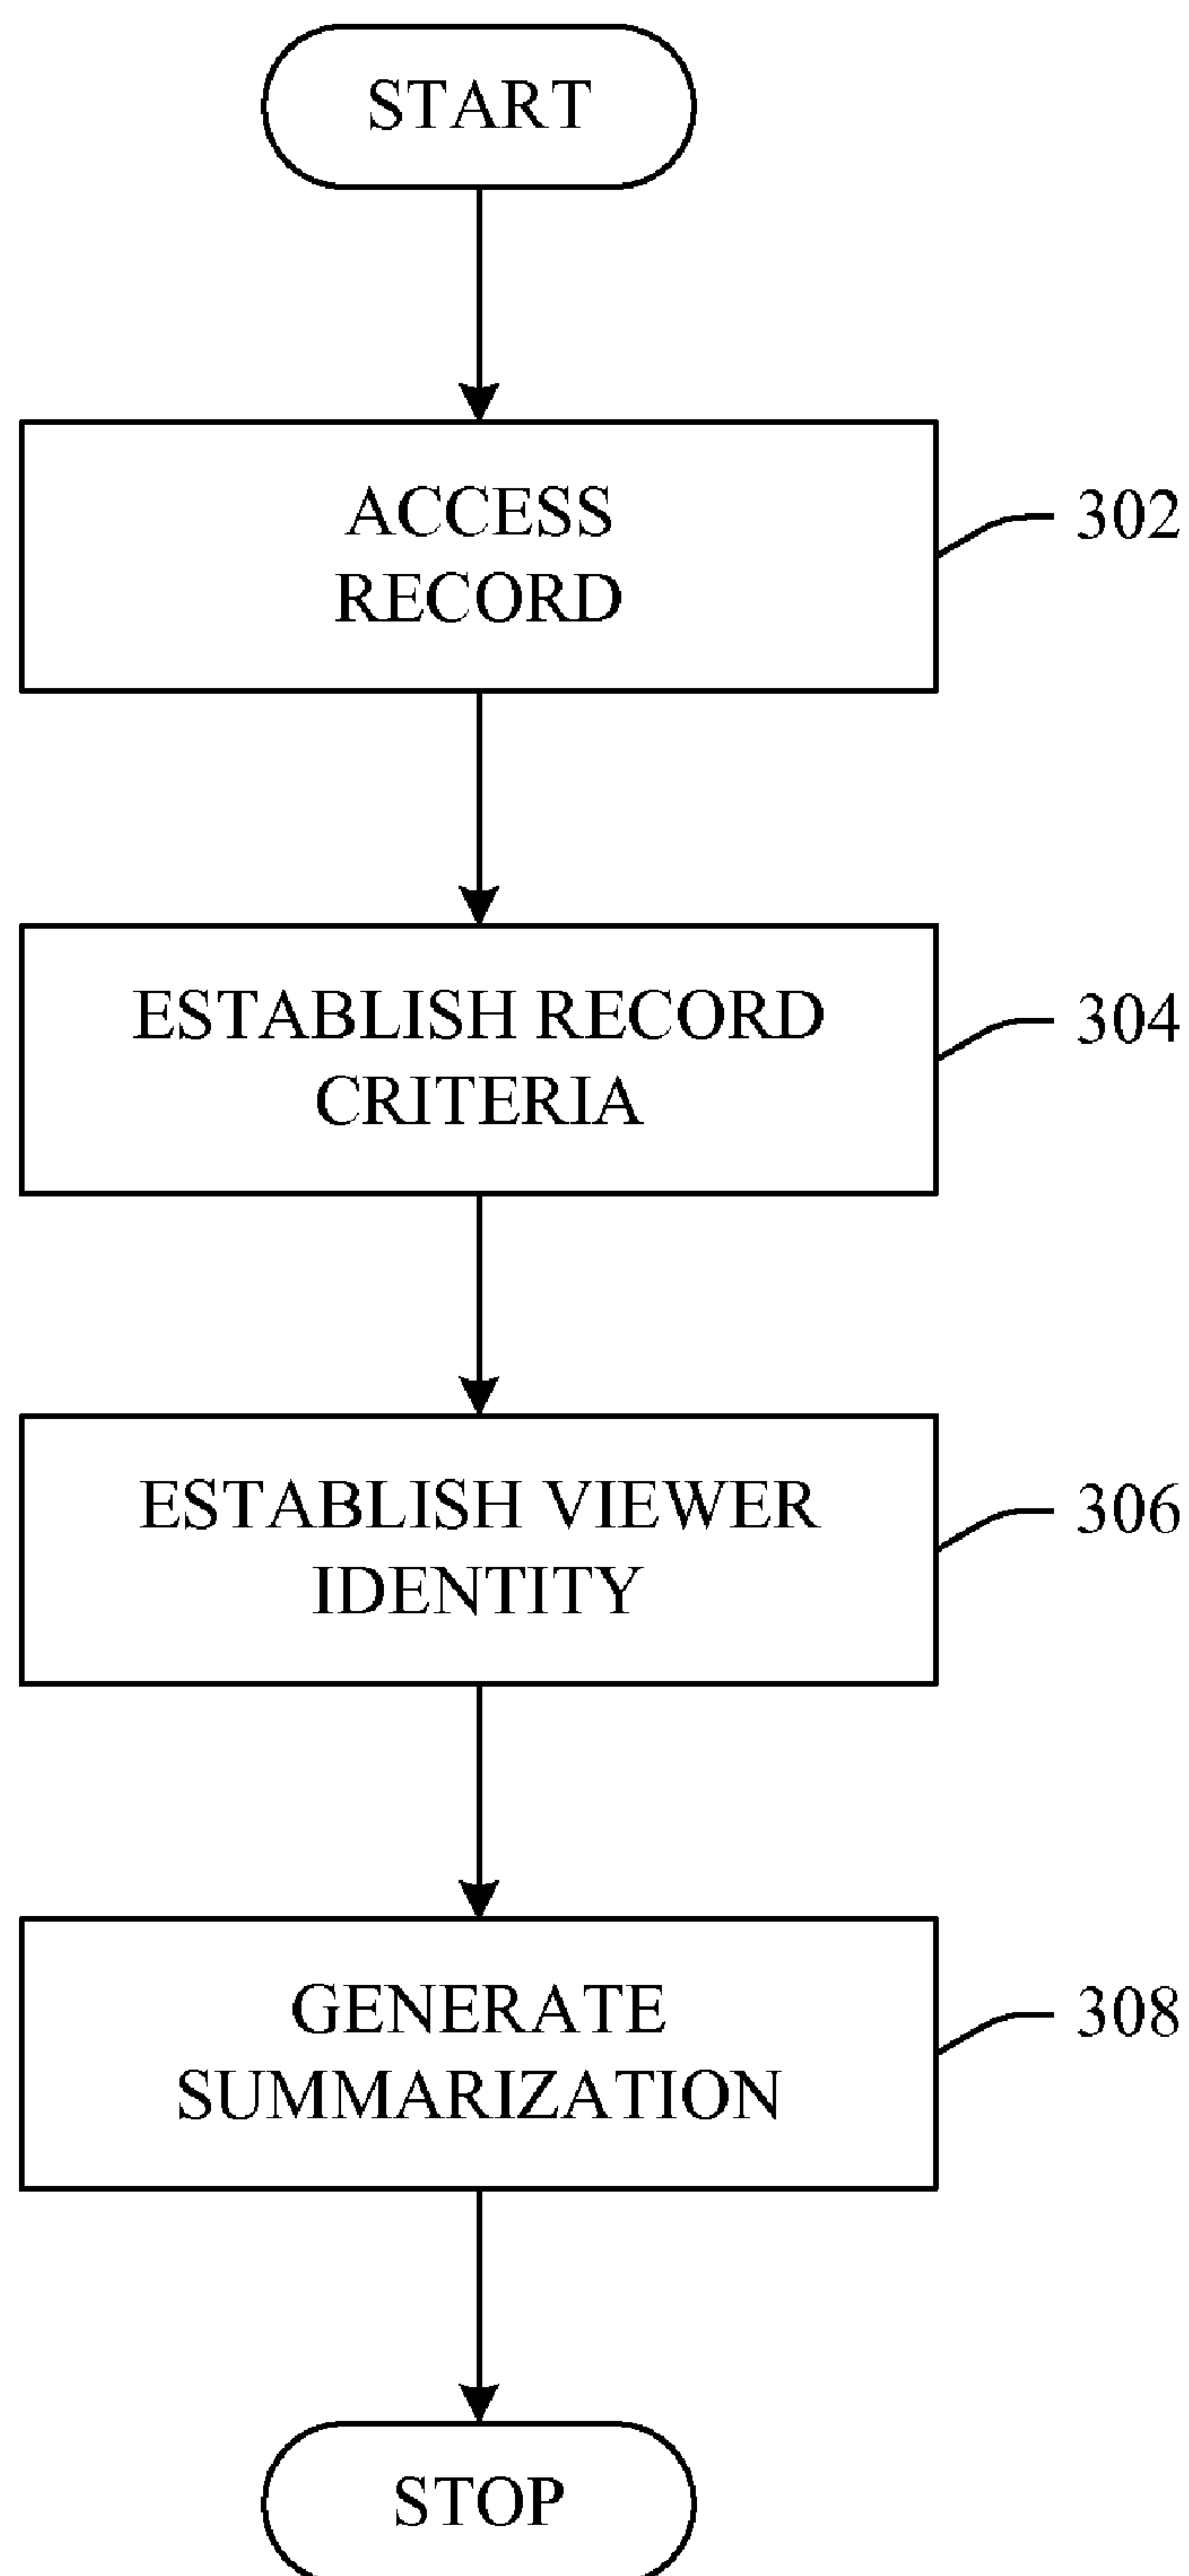 START
ACCESS
RECORD
302
ESTABLISH RECORD
CRITERIA
304
ESTABLISH VIEWER
IDENTITY
306
GENERATE
SUMMARIZATION
308
STOP